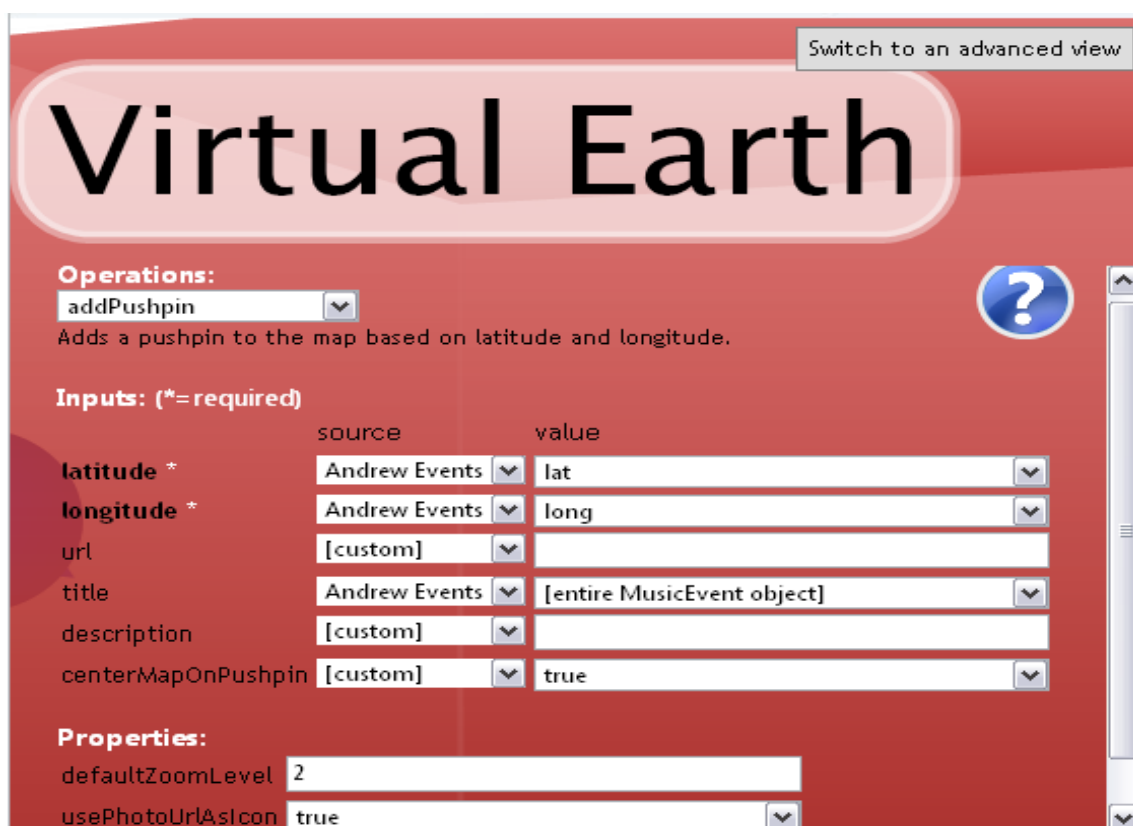 Switch to an advanced view
Virtual Earth
Operations:
addPushpin
Adds a pushpin to the map based on latitude and longitude.
?
Inputs: (*=required)
source value
latitude * Andrew Events lat
longitude * Andrew Events long
url [custom]
title Andrew Events [entire MusicEvent object]
description [custom]
centerMapOnPushpin [custom] true
Properties:
defaultZoomLevel 2
usePhotoUrlAsIcon true